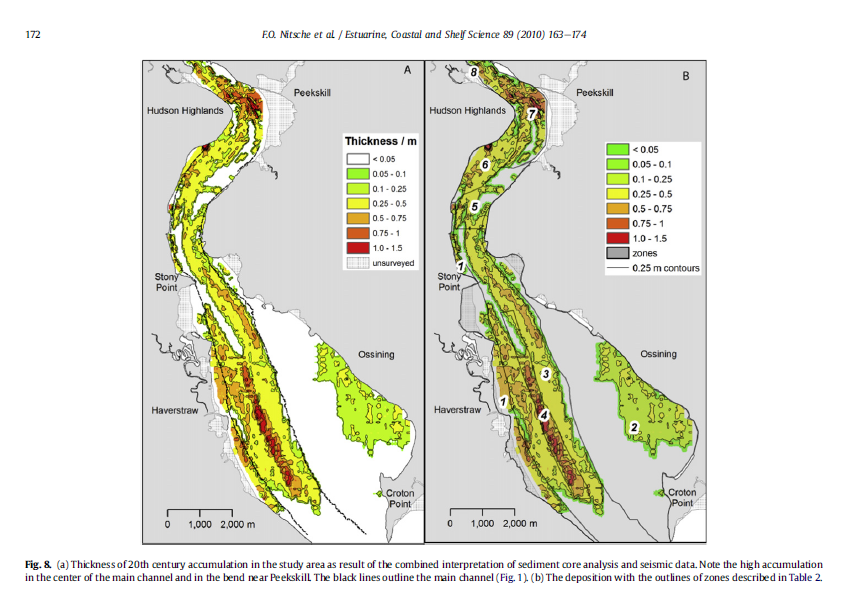 172
F.O. Nitsche et al. / Estuarine, Coastal and Shelf Science 89 (2010) 163–174
A
Peekskill
Hudson Highlands
Thickness / m
< 0.05
0.05 - 0.1
0.1 - 0.25
0.25 - 0.5
0.5 - 0.75
0.75 - 1
1.0 - 1.5
unsurveyed
Stony
Point
Ossining
Haverstraw
Croton
Point
0 1,000 2,000 m
B
8
Peekskill
Hudson Highlands
7
< 0.05
0.05 - 0.1
0.1 - 0.25
0.25 - 0.5
0.5 - 0.75
0.75 - 1
1.0 - 1.5
zones
0.25 m contours
6
5
1
Stony
Point
Ossining
3
1
4
Haverstraw
2
Croton
Point
0 1,000 2,000 m
Fig. 8. (a) Thickness of 20th century accumulation in the study area as result of the combined interpretation of sediment core analysis and seismic data. Note the high accumulation
in the center of the main channel and in the bend near Peekskill. The black lines outline the main channel (Fig. 1). (b) The deposition with the outlines of zones described in Table 2.